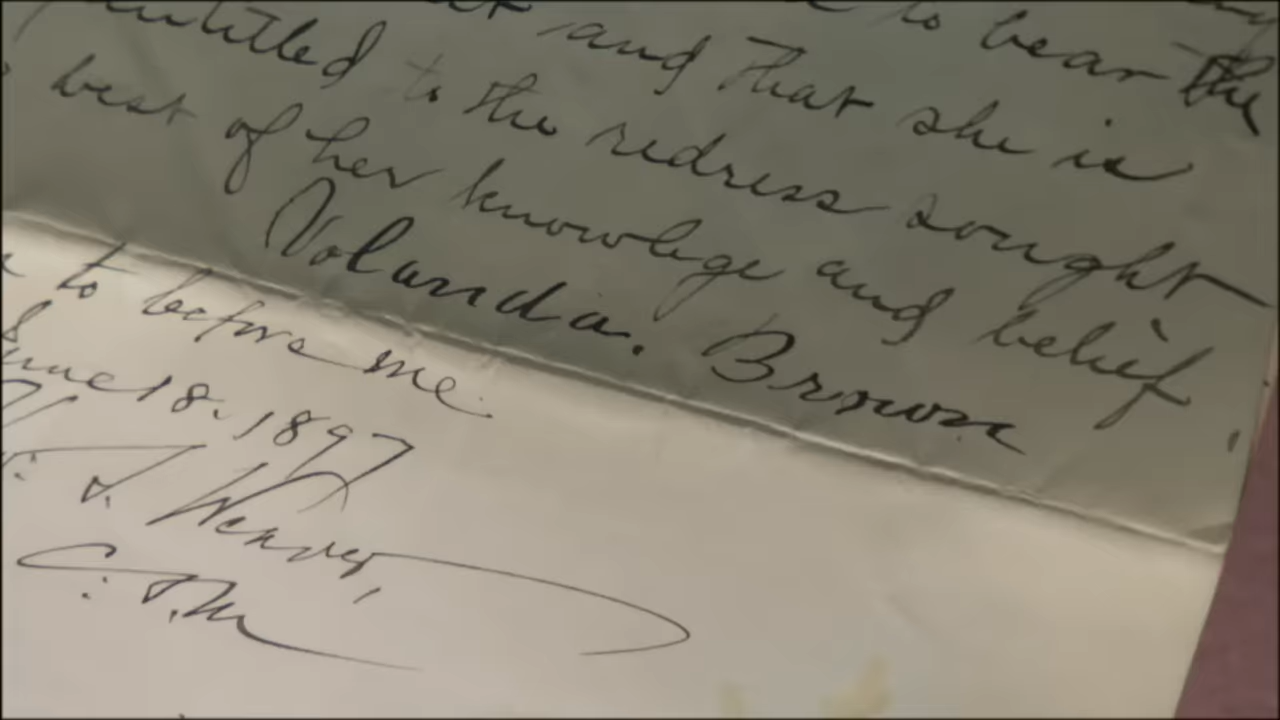 to bear the
and that she is
entitled to the redress sought
best of her knowlege and belief,
Volanda. Brown
to before me
June 18. 1897
T. Weaver,